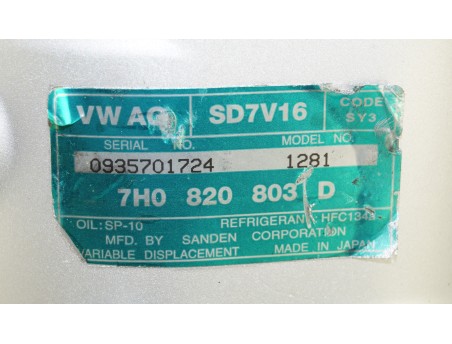 VW AG SD7V16 CODE SY3
SERIAL NO. MODEL NO.
0935701724 1281
7H0 820 803 D
OIL:SP-10 REFRIGERANT:HFC134a
MFD. BY SANDEN CORPORATION
VARIABLE DISPLACEMENT MADE IN JAPAN